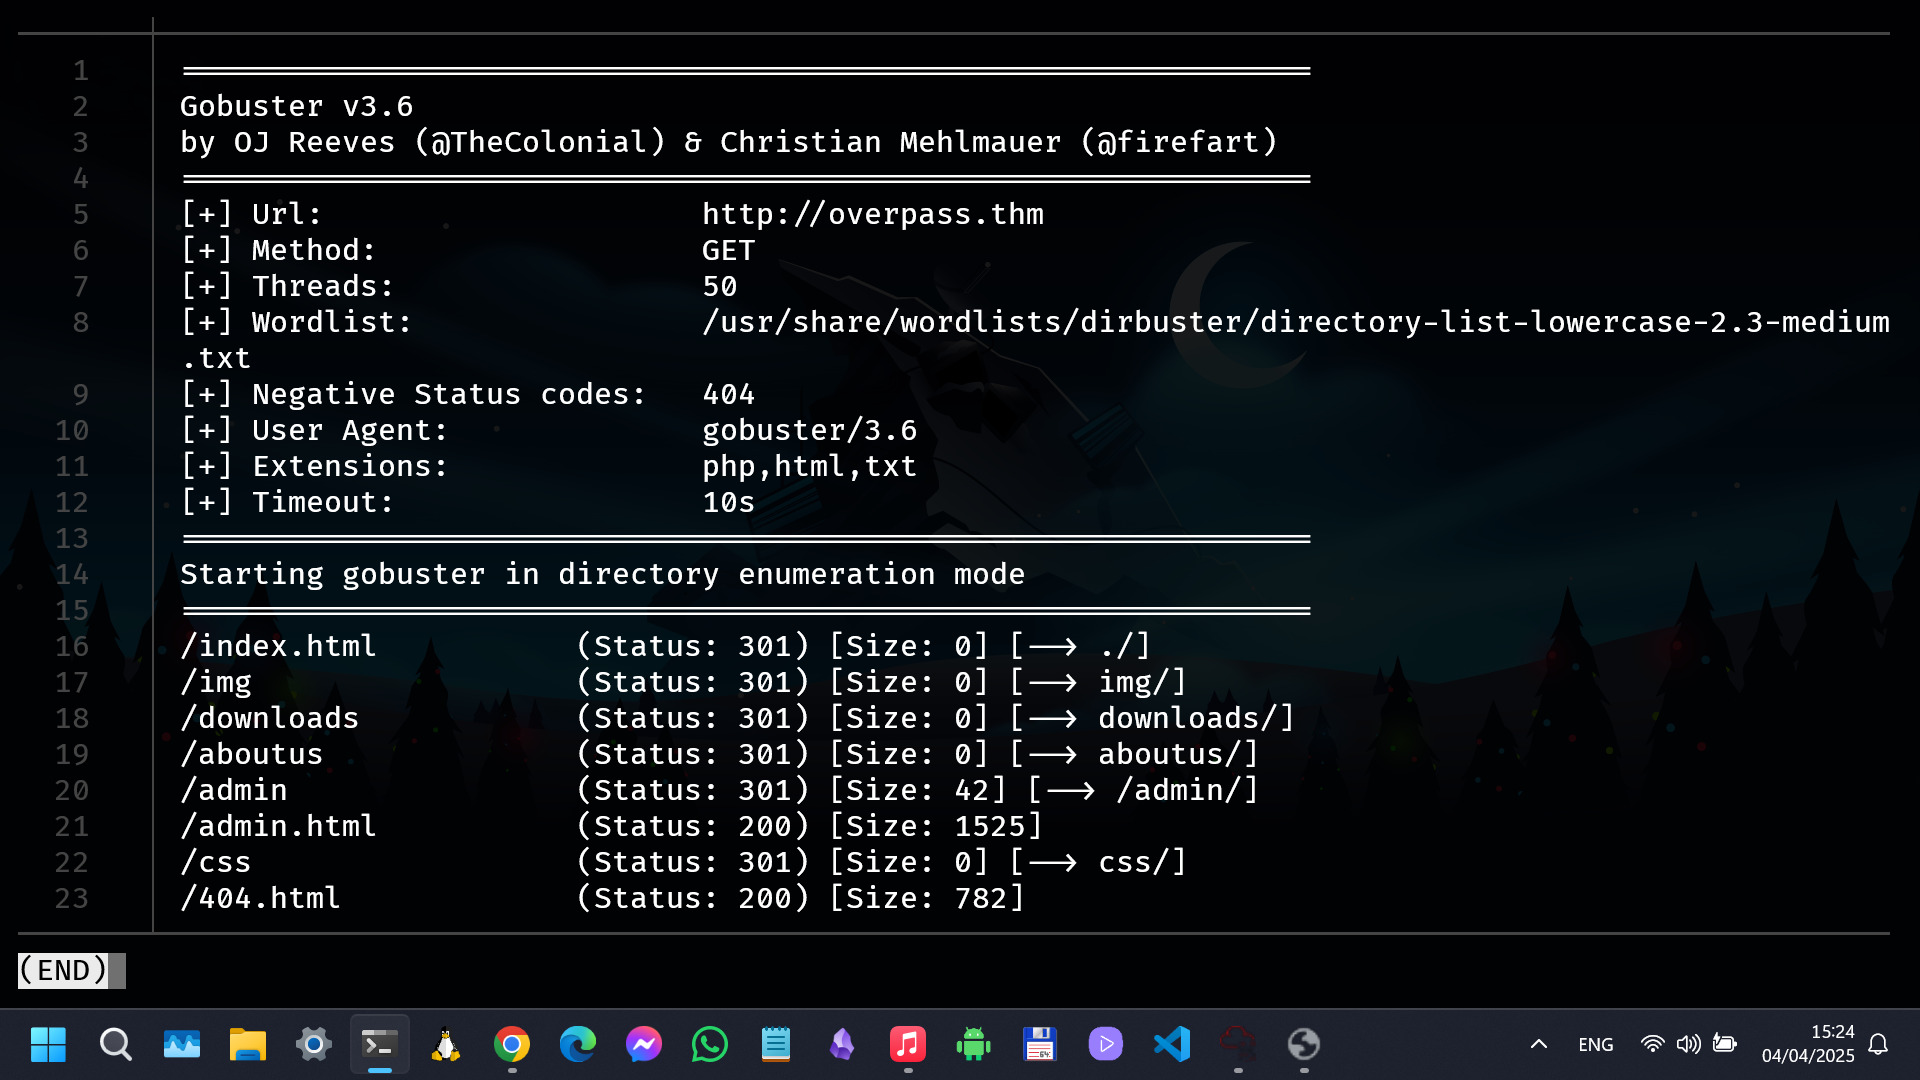 1 ===============================================================
2 Gobuster v3.6
3 by OJ Reeves (@TheColonial) & Christian Mehlmauer (@firefart)
4 ===============================================================
5 [+] Url: http://overpass.thm
6 [+] Method: GET
7 [+] Threads: 50
8 [+] Wordlist: /usr/share/wordlists/dirbuster/directory-list-lowercase-2.3-medium
.txt
9 [+] Negative Status codes: 404
10 [+] User Agent: gobuster/3.6
11 [+] Extensions: php,html,txt
12 [+] Timeout: 10s
13 ===============================================================
14 Starting gobuster in directory enumeration mode
15 ===============================================================
16 /index.html (Status: 301) [Size: 0] [--> ./]
17 /img (Status: 301) [Size: 0] [--> img/]
18 /downloads (Status: 301) [Size: 0] [--> downloads/]
19 /aboutus (Status: 301) [Size: 0] [--> aboutus/]
20 /admin (Status: 301) [Size: 42] [--> /admin/]
21 /admin.html (Status: 200) [Size: 1525]
22 /css (Status: 301) [Size: 0] [--> css/]
23 /404.html (Status: 200) [Size: 782]
(END)
64
ENG
15:24
04/04/2025